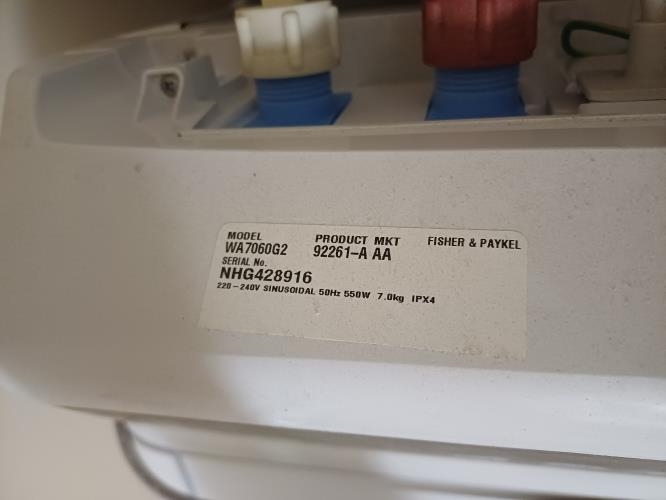 MODEL PRODUCT MKT FISHER & PAYKEL
WA7060G2 92261-A AA
SERIAL No.
NHG428916
220-240V SINUSOIDAL 50Hz 550W 7.0kg IPX4